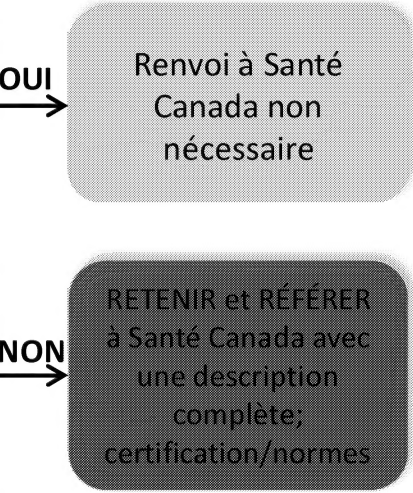 OUI
Renvoi à Santé
Canada non
nécessaire
NON
RETENIR et RÉFÉRER
à Santé Canada avec
une description
complète;
certification/normes